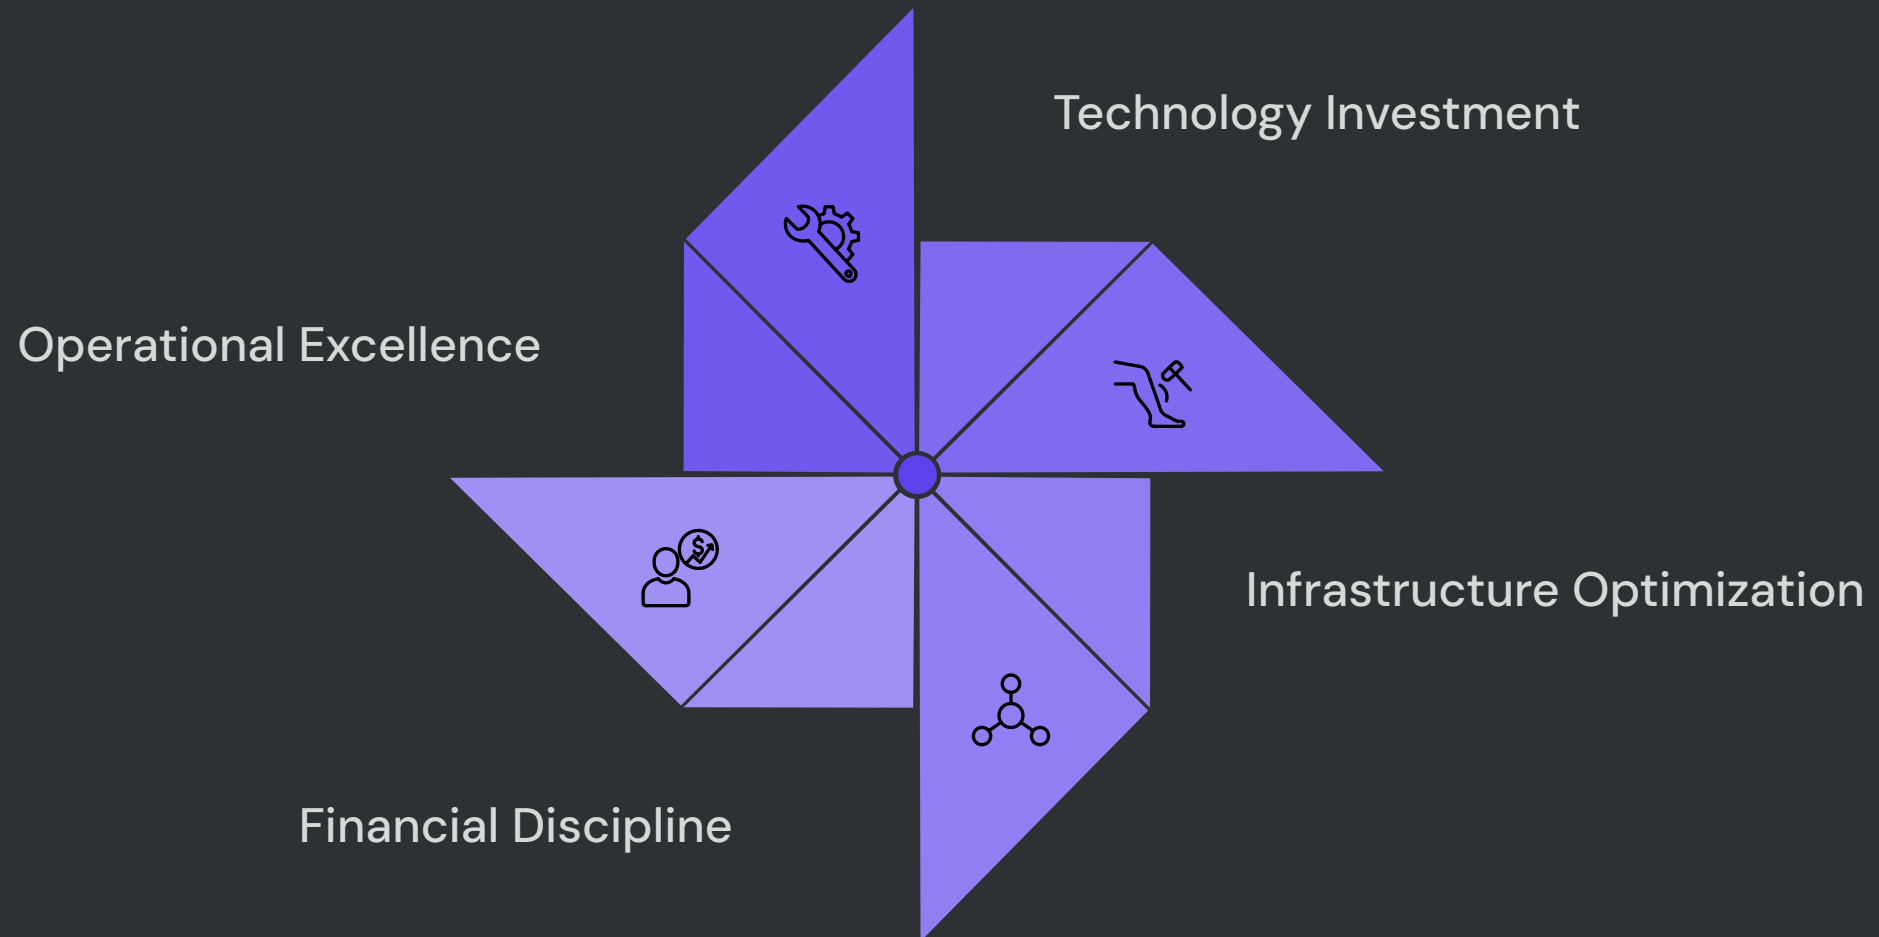 Technology Investment
Operational Excellence
$
Infrastructure Optimization
Financial Discipline